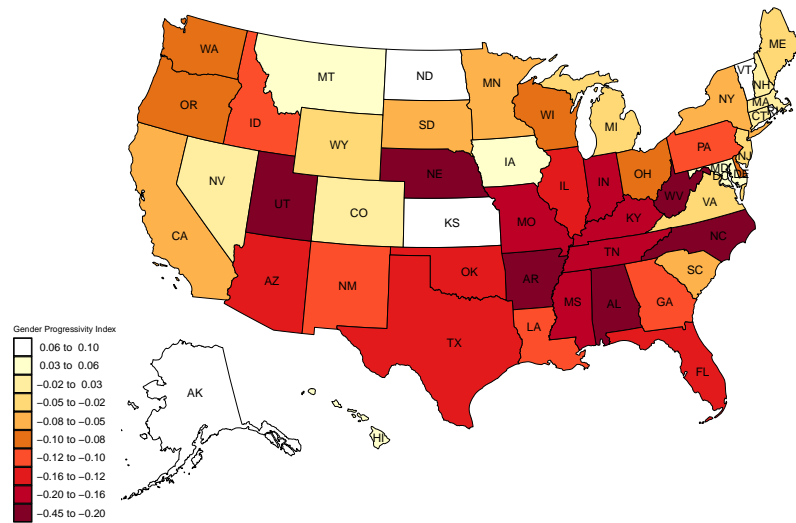 ME
WA
VT
ND
MT
NH
MN
OR
NY
MA
ID
WI
CT
RI
SD
MI
WY
PA
NJ
IA
NE
OH
MD
DE
DC
NV
IL
IN
UT
WV
VA
CO
KS
MO
KY
CA
NC
TN
OK
AZ
AR
SC
NM
MS
AL
GA
LA
TX
FL
AK
HI
Gender Progressivity Index
0.06 to 0.10
0.03 to 0.06
−0.02 to 0.03
−0.05 to −0.02
−0.08 to −0.05
−0.10 to −0.08
−0.12 to −0.10
−0.16 to −0.12
−0.20 to −0.16
−0.45 to −0.20